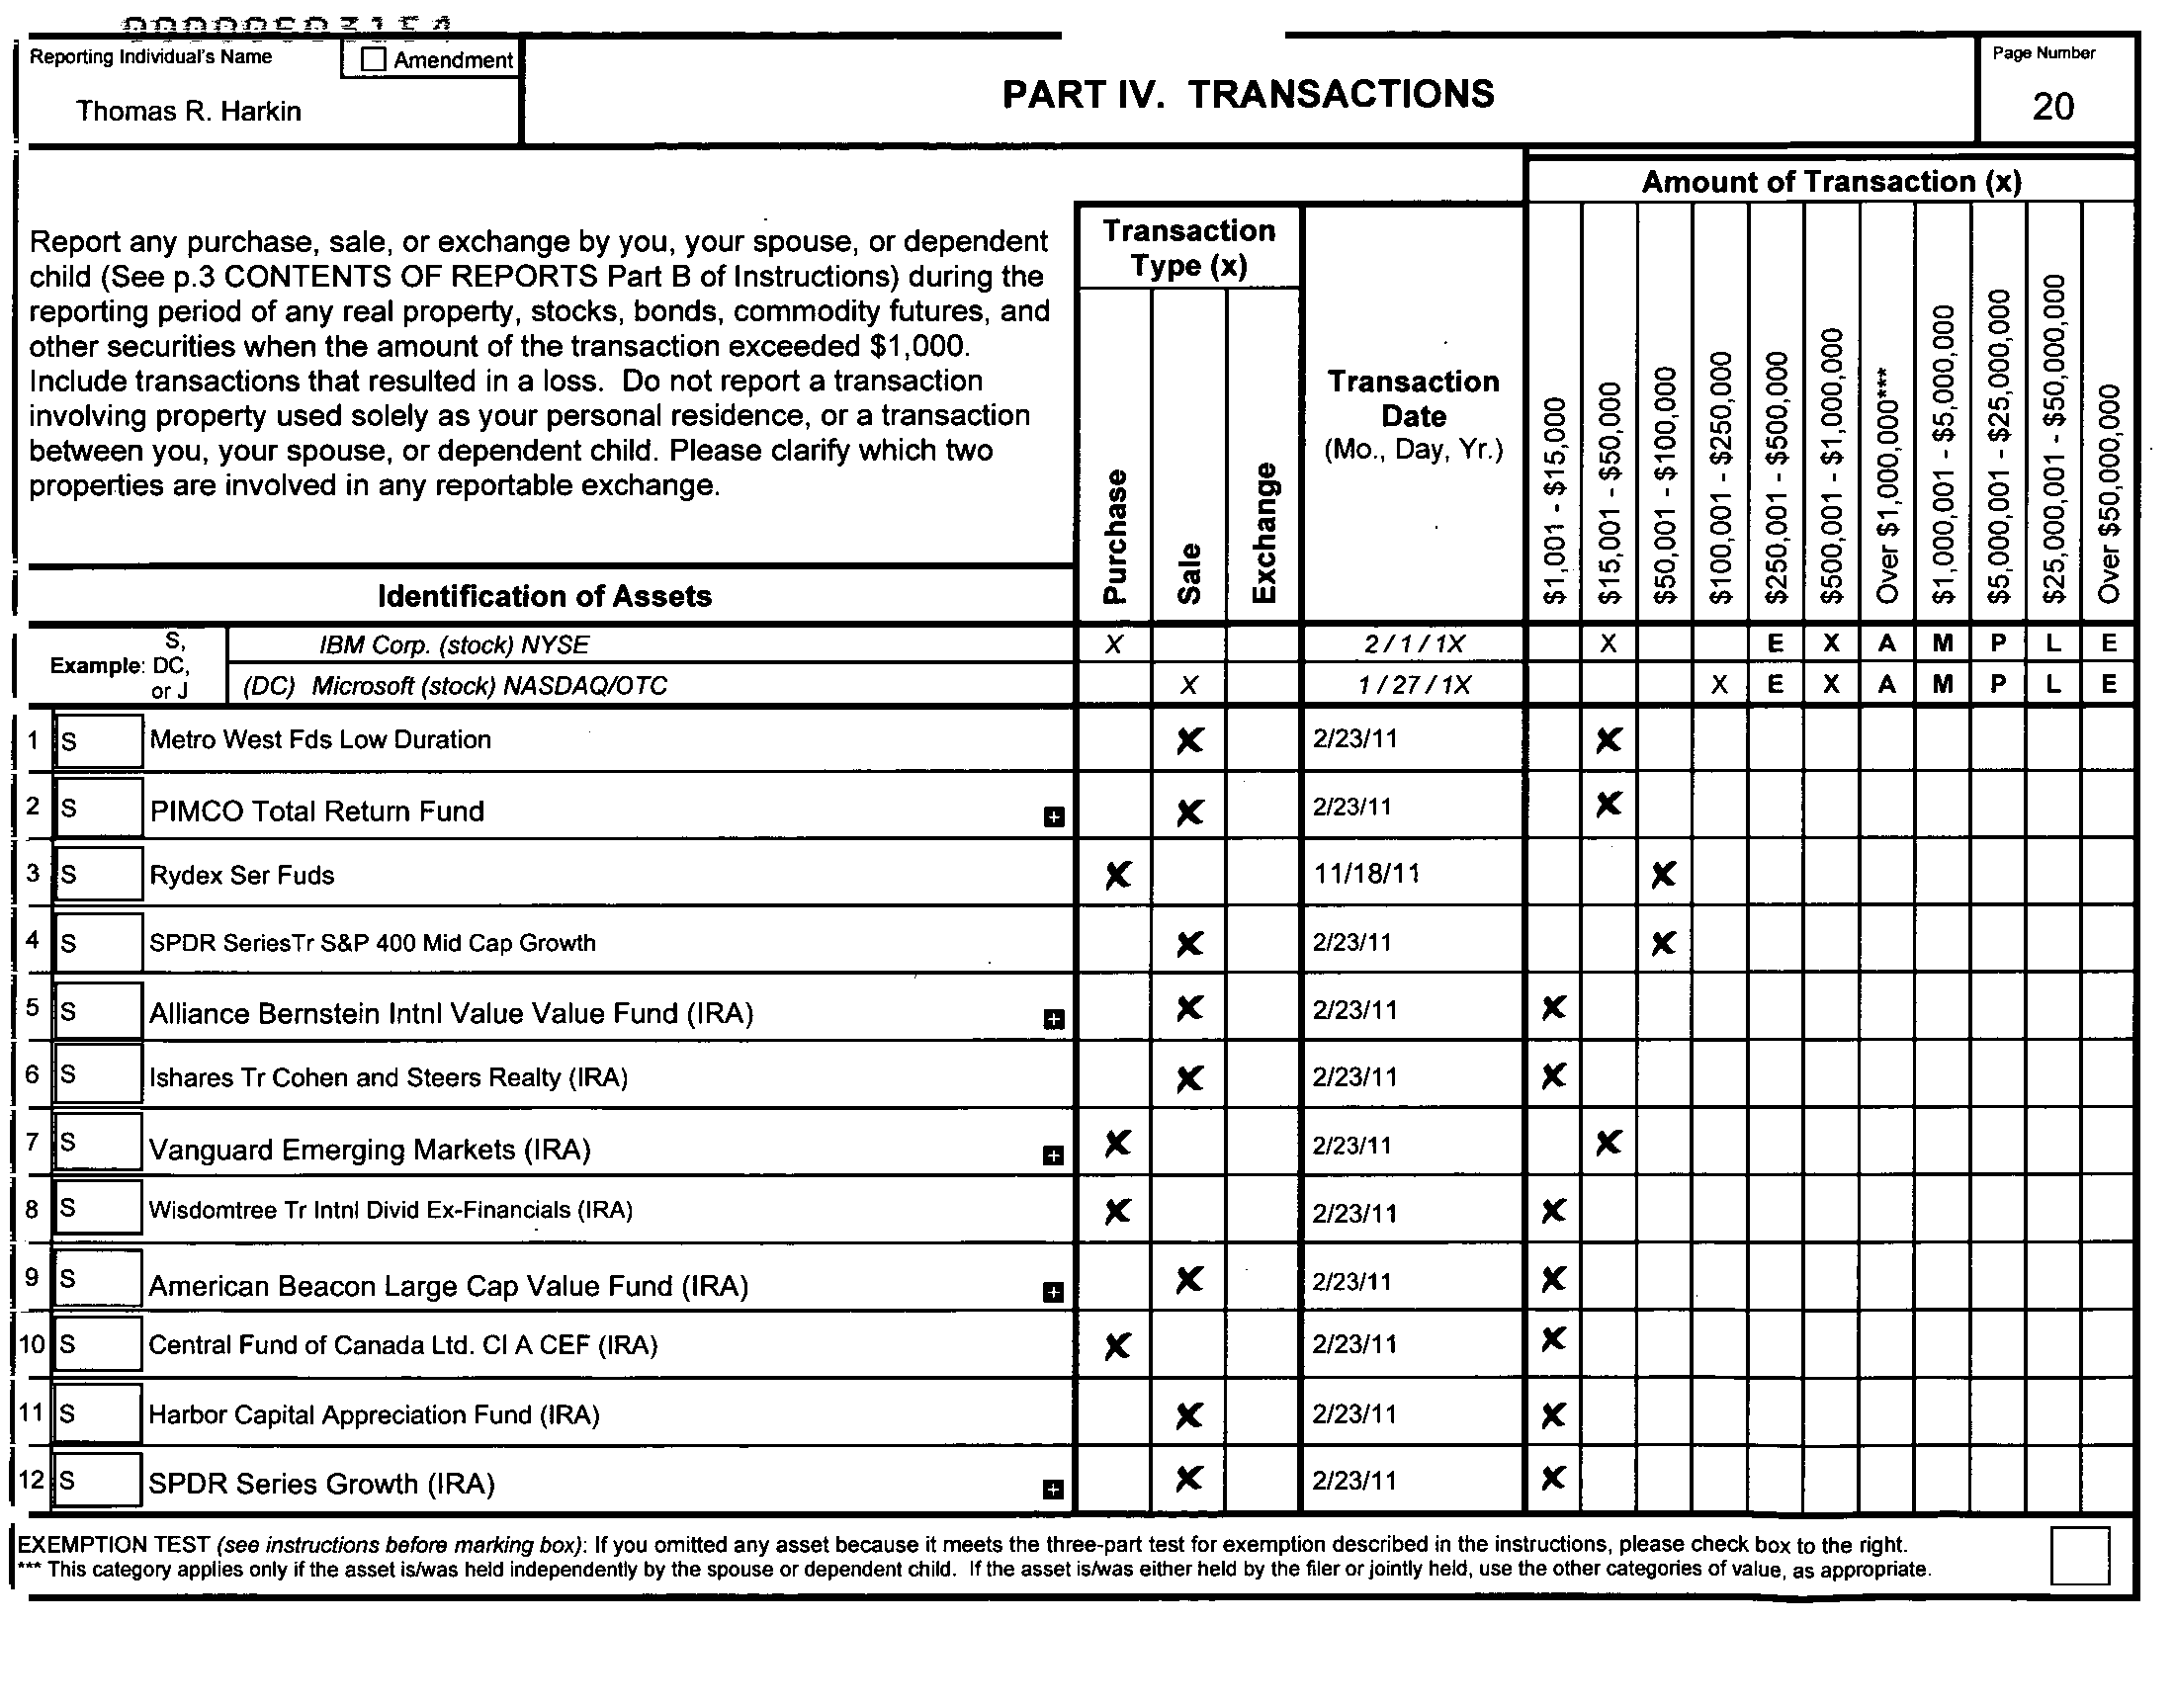 Reporting Individual's Name
Amendment
Thomas R. Harkin
PART IV. TRANSACTIONS
Page Number
20
Amount of Transaction (x)
Report any purchase, sale, or exchange by you, your spouse, or dependent
child (See p.3 CONTENTS OF REPORTS Part B of Instructions) during the
reporting period of any real property, stocks, bonds, commodity futures, and
other securities when the amount of the transaction exceeded $1,000.
Include transactions that resulted in a loss. Do not report a transaction
involving property used solely as your personal residence, or a transaction
between you, your spouse, or dependent child. Please clarify which two
properties are involved in any reportable exchange.
Transaction
Type (x)
Purchase
Sale
Exchange
Transaction
Date
(Mo., Day, Yr.)
$1,001 - $15,000
$15,001 - $50,000
$50,001 - $100,000
$100,001 - $250,000
$250,001 - $500,000
$500,001 - $1,000,000
Over $1,000,000***
$1,000,001 - $5,000,000
$5,000,001 - $25,000,000
$25,000,001 - $50,000,000
Over $50,000,000
Identification of Assets
Example: S, DC, or J
IBM Corp. (stock) NYSE X 2 / 1 / 1X X E X A M P L E
(DC) Microsoft (stock) NASDAQ/OTC X 1 / 27 / 1X X E X A M P L E
1 S Metro West Fds Low Duration X 2/23/11 X
2 S PIMCO Total Return Fund + X 2/23/11 X
3 S Rydex Ser Fuds X 11/18/11 X
4 S SPDR SeriesTr S&P 400 Mid Cap Growth X 2/23/11 X
5 S Alliance Bernstein Intnl Value Value Fund (IRA) + X 2/23/11 X
6 S Ishares Tr Cohen and Steers Realty (IRA) X 2/23/11 X
7 S Vanguard Emerging Markets (IRA) + X 2/23/11 X
8 S Wisdomtree Tr Intnl Divid Ex-Financials (IRA) X 2/23/11 X
9 S American Beacon Large Cap Value Fund (IRA) + X 2/23/11 X
10 S Central Fund of Canada Ltd. Cl A CEF (IRA) X 2/23/11 X
11 S Harbor Capital Appreciation Fund (IRA) X 2/23/11 X
12 S SPDR Series Growth (IRA) + X 2/23/11 X
EXEMPTION TEST (see instructions before marking box): If you omitted any asset because it meets the three-part test for exemption described in the instructions, please check box to the right.
*** This category applies only if the asset is/was held independently by the spouse or dependent child. If the asset is/was either held by the filer or jointly held, use the other categories of value, as appropriate.